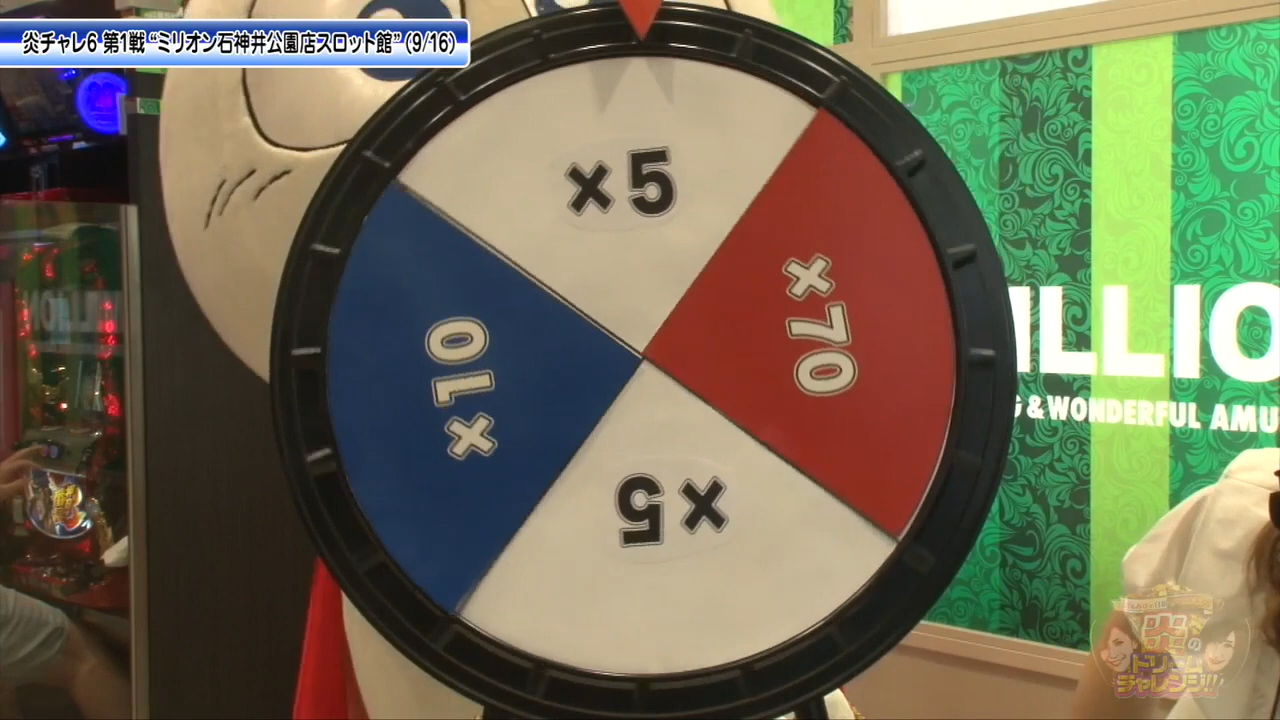 炎チャレ6 第1戦 “ミリオン石神井公園店スロット館” (9/16)
×5
×70
×10
×5
ILLIO
& WONDERFUL AMU
炎の
ドリーム
チャレンジ!!